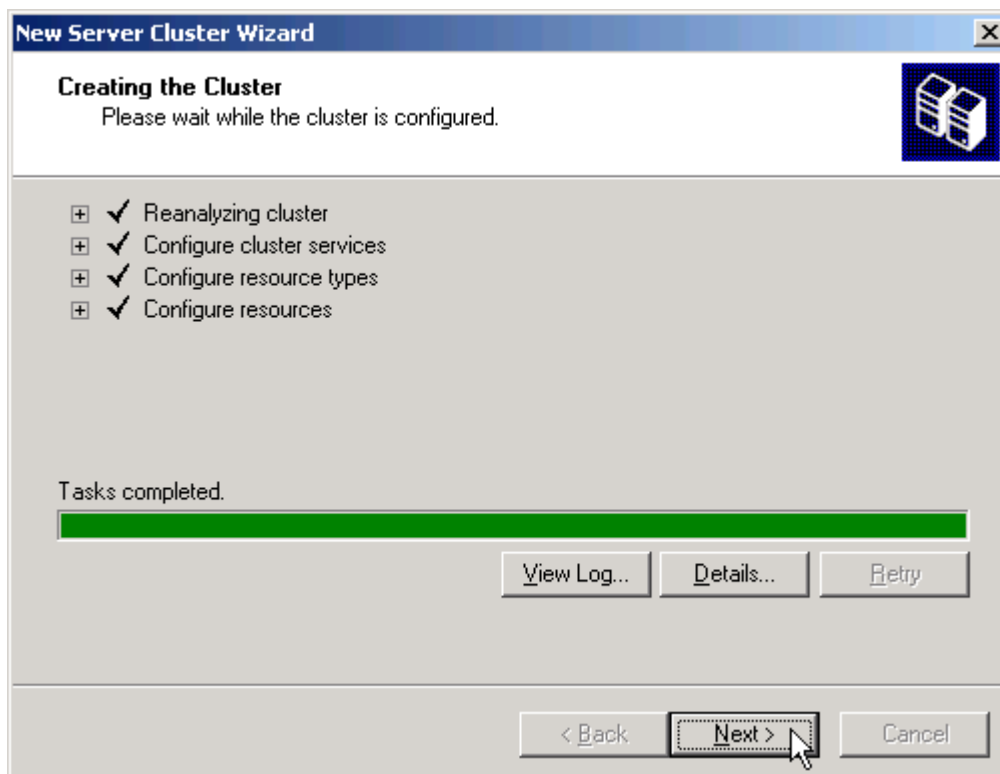 New Server Cluster Wizard
Creating the Cluster
Please wait while the cluster is configured.
Reanalyzing cluster
Configure cluster services
Configure resource types
Configure resources
Tasks completed.
View Log... Details... Retry
< Back Next > Cancel